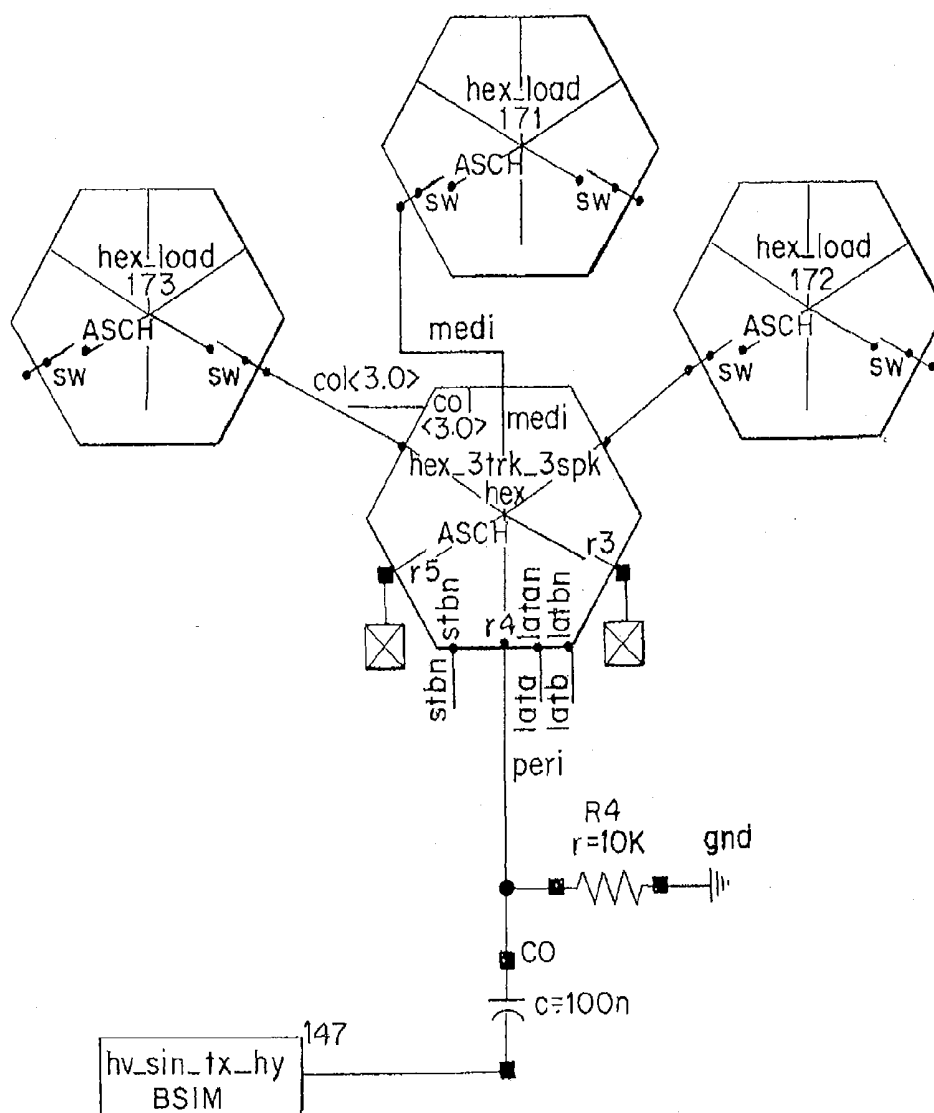 hex_load
171
ASCH
SW
SW
hex_load
173
ASCH
SW
SW
hex_load
172
ASCH
SW
SW
medi
col<3.0>
col
<3.0>
medi
hex_3trk_3spk
hex
ASCH
r3
r5
r4
stbn
latan
latbn
stbn
lata
latb
peri
R4
r=10K
gnd
CO
c=100n
147
hv_sin_tx_hy
BSIM